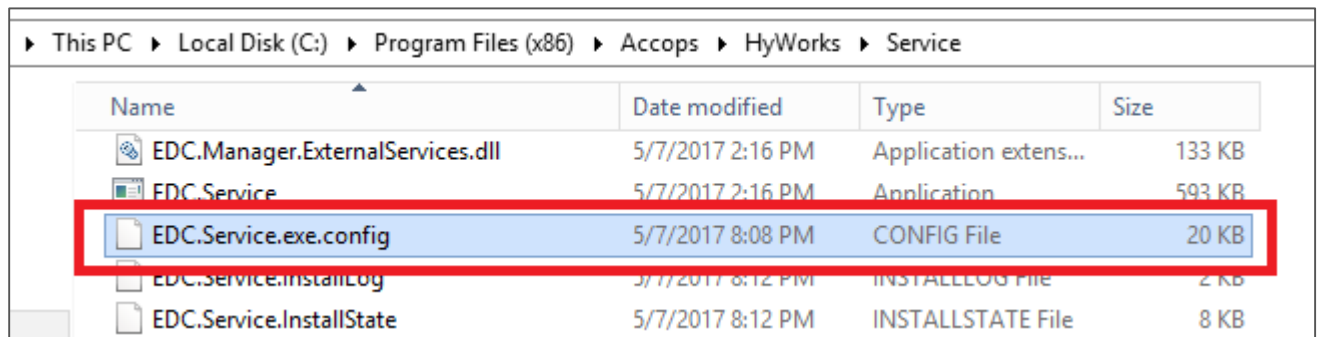 This PC Local Disk (C:) Program Files (x86) Accops HyWorks Service
Name Date modified Type Size
EDC.Manager.ExternalServices.dll 5/7/2017 2:16 PM Application extens... 133 KB
EDC.Service 5/7/2017 2:16 PM Application 593 KB
EDC.Service.exe.config 5/7/2017 8:08 PM CONFIG File 20 KB
EDC.Service.InstallLog 5/7/2017 8:12 PM INSTALLLOG File 2 KB
EDC.Service.InstallState 5/7/2017 8:12 PM INSTALLSTATE File 8 KB